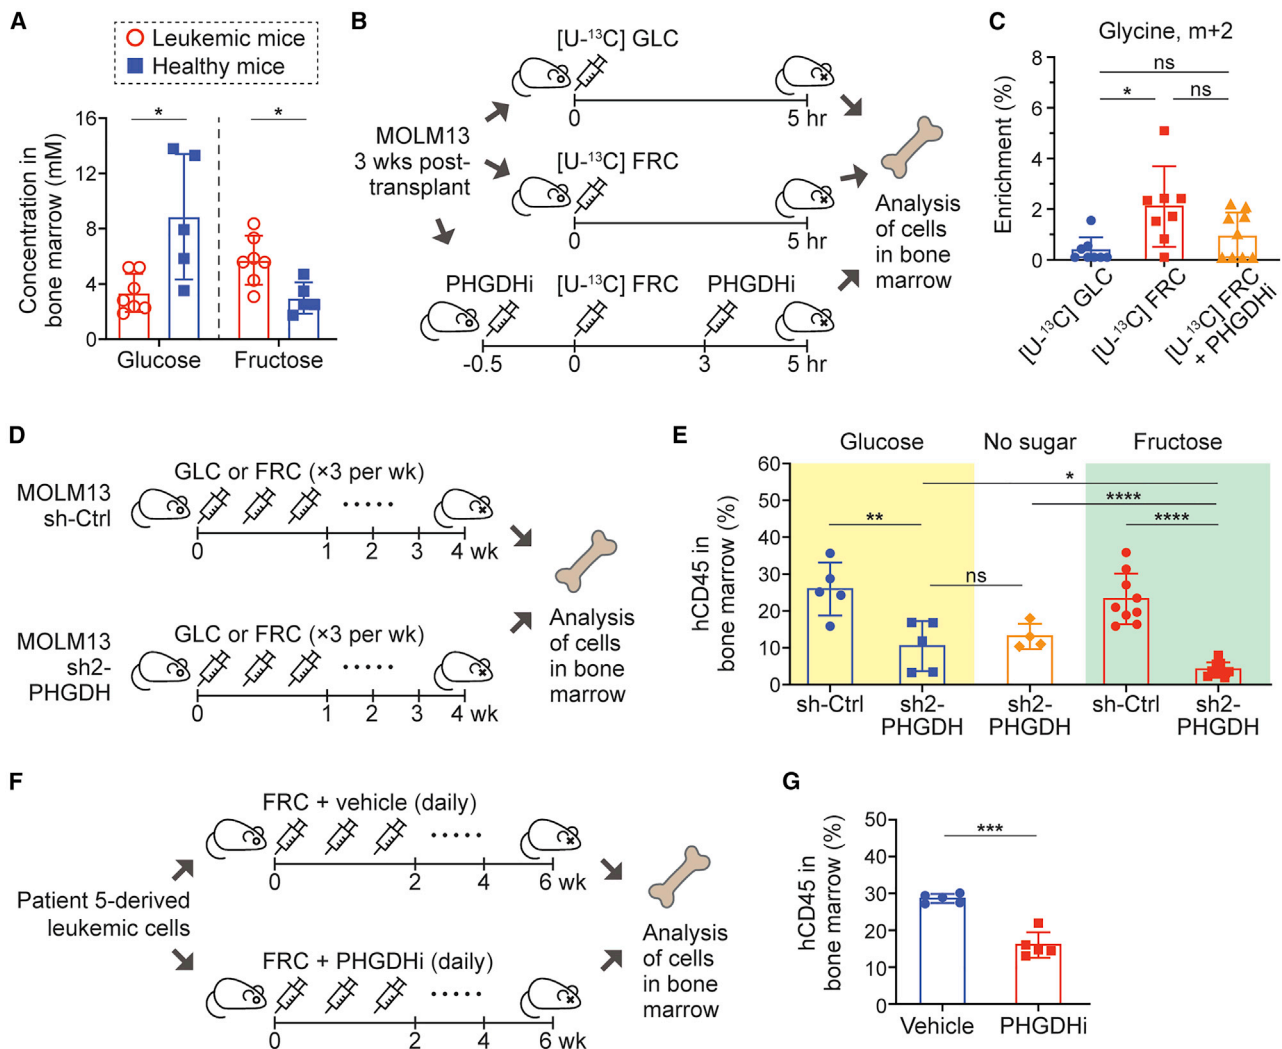 A
Leukemic mice
Healthy mice
Concentration in
bone marrow (mM)
16
12
8
4
0
*
*
Glucose
Fructose
B
MOLM13
3 wks post-
transplant
[U-¹³C] GLC
0
5 hr
[U-¹³C] FRC
0
5 hr
PHGDHi
[U-¹³C] FRC
PHGDHi
-0.5
0
3
5 hr
Analysis
of cells
in bone
marrow
C
Glycine, m+2
Enrichment (%)
8
6
4
2
0
ns
*
ns
[U-¹³C] GLC
[U-¹³C] FRC
[U-¹³C] FRC
+ PHGDHi
D
MOLM13
sh-Ctrl
GLC or FRC (×3 per wk)
0
1
2
3
4 wk
MOLM13
sh2-
PHGDH
GLC or FRC (×3 per wk)
0
1
2
3
4 wk
Analysis
of cells
in bone
marrow
E
Glucose
No sugar
Fructose
hCD45 in
bone marrow (%)
60
50
40
30
20
10
0
*
****
**
****
ns
sh-Ctrl
sh2-
PHGDH
sh2-
PHGDH
sh-Ctrl
sh2-
PHGDH
F
Patient 5-derived
leukemic cells
FRC + vehicle (daily)
0
2
4
6 wk
FRC + PHGDHi (daily)
0
2
4
6 wk
Analysis
of cells
in bone
marrow
G
hCD45 in
bone marrow (%)
50
40
30
20
10
0
***
Vehicle
PHGDHi